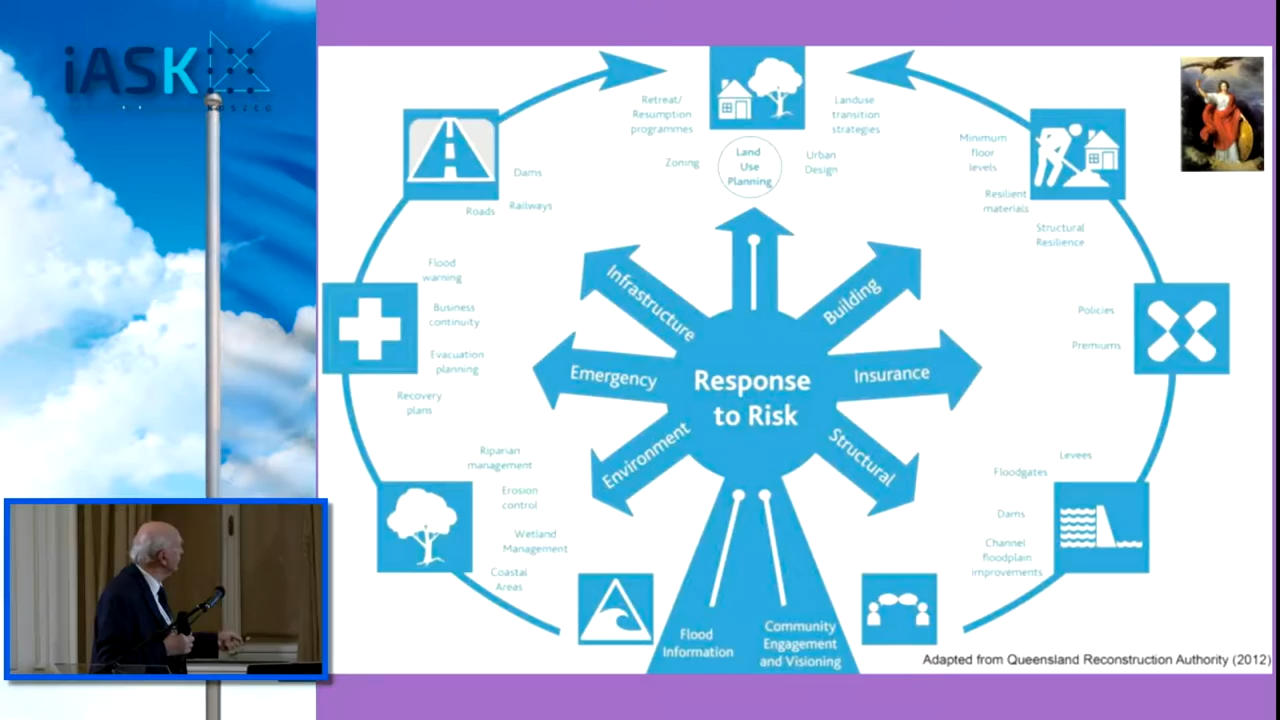 iASK
KOSZEG
Retreat/
Resumption
programmes
Landuse
transition
strategies
Zoning
Land
Use
Planning
Urban
Design
Minimum
floor
levels
Resilient
materials
Structural
Resilience
Dams
Roads
Railways
Flood
warning
Business
continuity
Evacuation
planning
Recovery
plans
Policies
Premiums
Infrastructure
Building
Emergency
Insurance
Response
to Risk
Environment
Structural
Riparian
management
Erosion
control
Wetland
Management
Coastal
Areas
Levees
Floodgates
Dams
Channel
floodplain
improvements
Flood
Information
Community
Engagement
and Visioning
Adapted from Queensland Reconstruction Authority (2012)